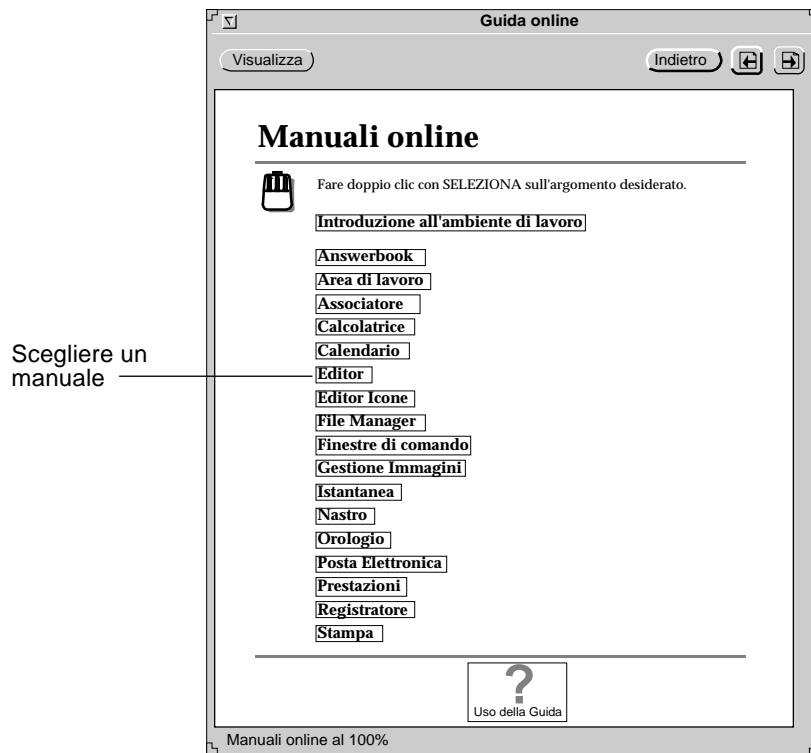 Guida online
Visualizza
Indietro
Manuali online
Fare doppio clic con SELEZIONA sull'argomento desiderato.
Introduzione all'ambiente di lavoro
Answerbook
Area di lavoro
Associatore
Calcolatrice
Calendario
Scegliere un
manuale
Editor
Editor Icone
File Manager
Finestre di comando
Gestione Immagini
Istantanea
Nastro
Orologio
Posta Elettronica
Prestazioni
Registratore
Stampa
?
Uso della Guida
Manuali online al 100%